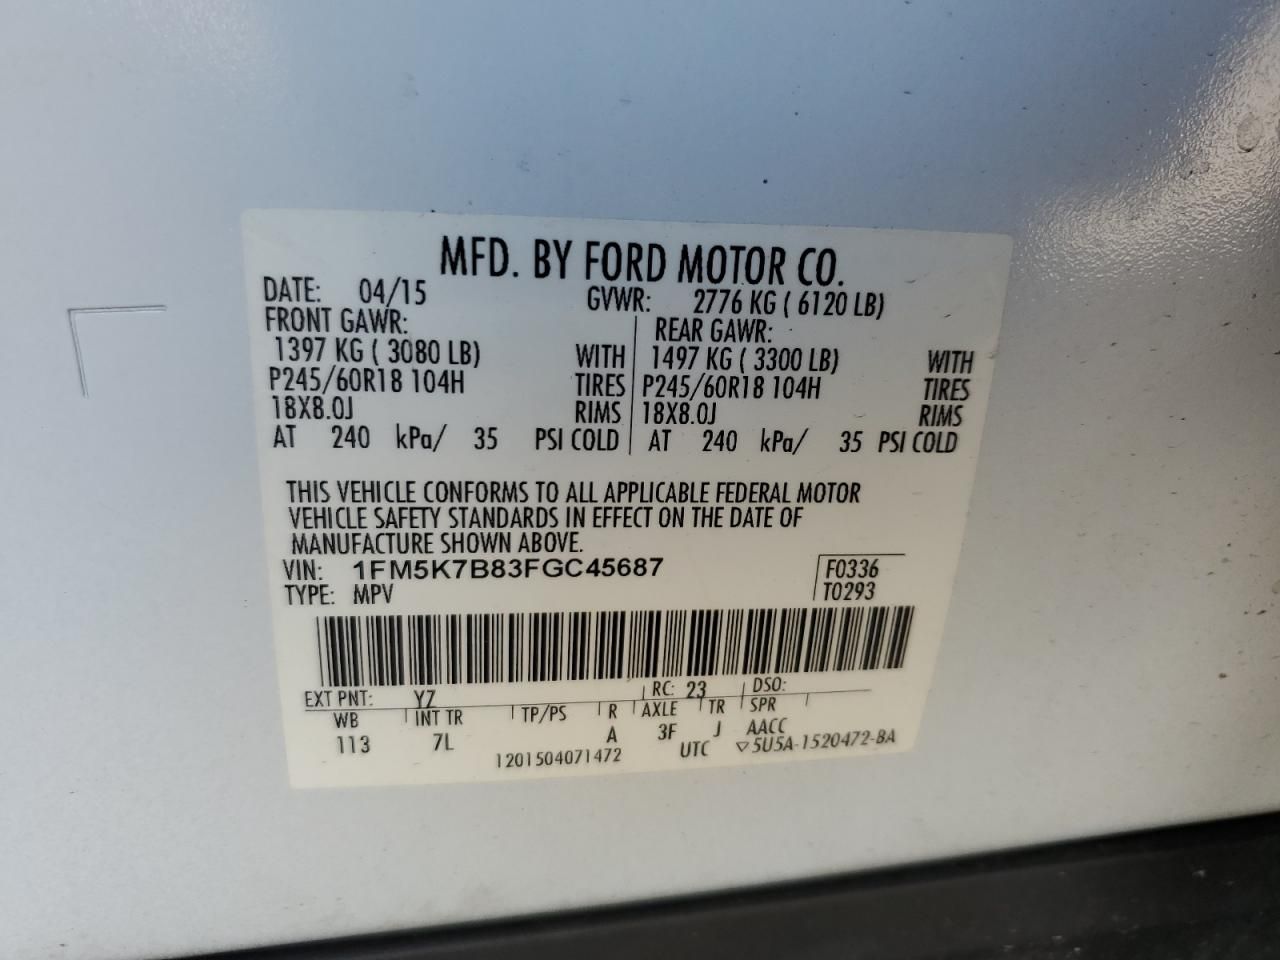 MFD. BY FORD MOTOR CO.
DATE: 04/15 GVWR: 2776 KG ( 6120 LB)
FRONT GAWR: REAR GAWR:
1397 KG ( 3080 LB) WITH 1497 KG ( 3300 LB) WITH
P245/60R18 104H TIRES P245/60R18 104H TIRES
18X8.0J RIMS 18X8.0J RIMS
AT 240 kPa/ 35 PSI COLD AT 240 kPa/ 35 PSI COLD
THIS VEHICLE CONFORMS TO ALL APPLICABLE FEDERAL MOTOR
VEHICLE SAFETY STANDARDS IN EFFECT ON THE DATE OF
MANUFACTURE SHOWN ABOVE.
VIN: 1FM5K7B83FGC45687 F0336
TYPE: MPV T0293
EXT PNT: YZ RC: 23 DSO:
WB INT TR TP/PS R AXLE TR SPR
113 7L A 3F J AACC
1201504071472 UTC ▽5U5A-1520472-BA